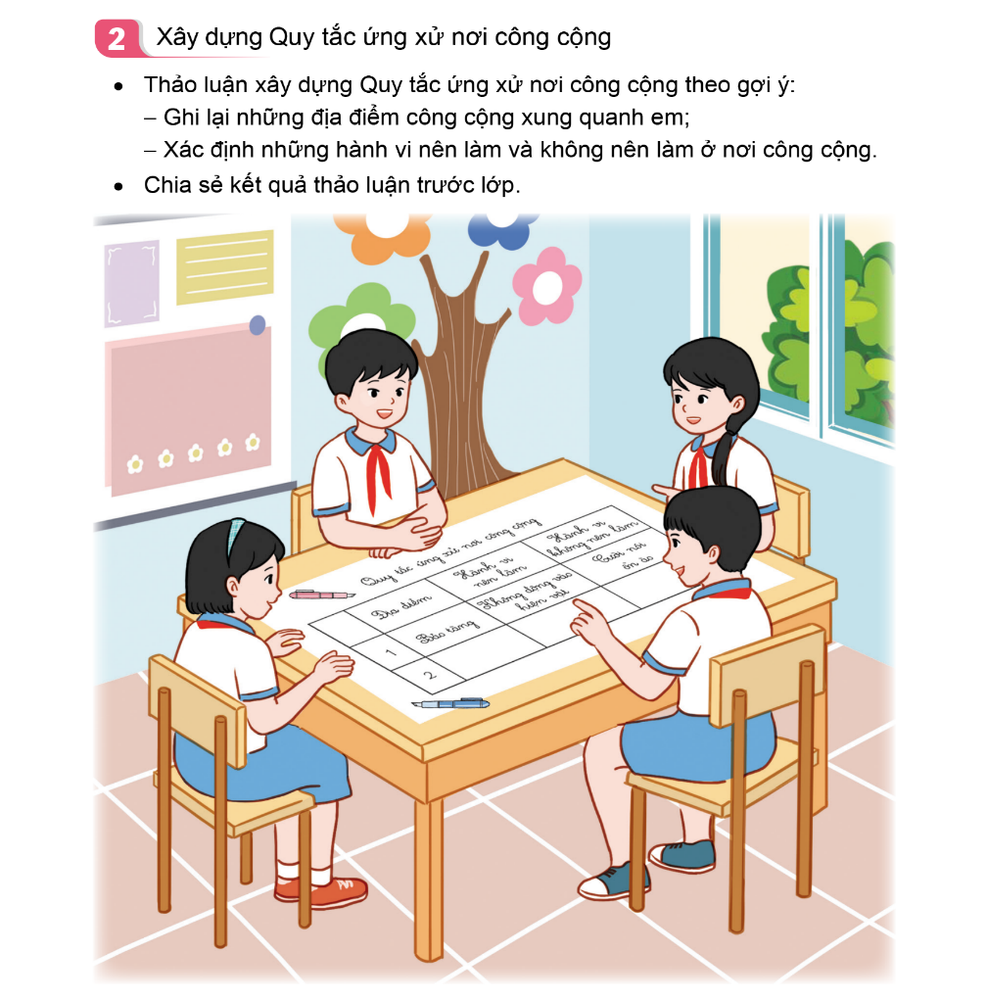 2 Xây dựng Quy tắc ứng xử nơi công cộng
• Thảo luận xây dựng Quy tắc ứng xử nơi công cộng theo gợi ý:
– Ghi lại những địa điểm công cộng xung quanh em;
– Xác định những hành vi nên làm và không nên làm ở nơi công cộng.
• Chia sẻ kết quả thảo luận trước lớp.
Quy tắc ứng xử nơi công cộng
Địa điểm
Hành vi
nên làm
Hành vi
không nên làm
1
Bảo tàng
Không động vào
hiện vật
Cười nói
ồn ào
2